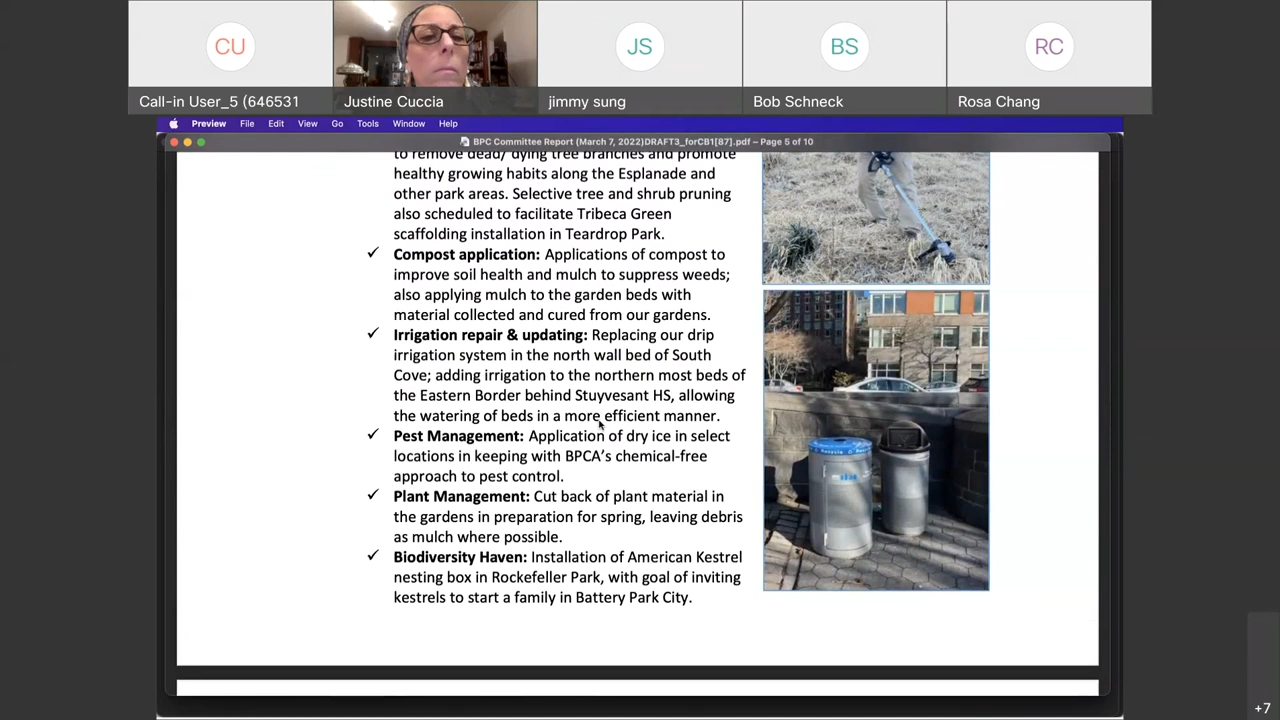 CU
JS
BS
RC
Call-in User_5 (646531
Justine Cuccia
jimmy sung
Bob Schneck
Rosa Chang
Preview File Edit View Go Tools Window Help
BPC Committee Report (March 7, 2022)DRAFT3_forCB1[87].pdf – Page 5 of 10
to remove dead/ dying tree branches and promote
healthy growing habits along the Esplanade and
other park areas. Selective tree and shrub pruning
also scheduled to facilitate Tribeca Green
scaffolding installation in Teardrop Park.
✓ Compost application: Applications of compost to
improve soil health and mulch to suppress weeds;
also applying mulch to the garden beds with
material collected and cured from our gardens.
✓ Irrigation repair & updating: Replacing our drip
irrigation system in the north wall bed of South
Cove; adding irrigation to the northern most beds of
the Eastern Border behind Stuyvesant HS, allowing
the watering of beds in a more efficient manner.
✓ Pest Management: Application of dry ice in select
locations in keeping with BPCA’s chemical-free
approach to pest control.
✓ Plant Management: Cut back of plant material in
the gardens in preparation for spring, leaving debris
as mulch where possible.
✓ Biodiversity Haven: Installation of American Kestrel
nesting box in Rockefeller Park, with goal of inviting
kestrels to start a family in Battery Park City.
Recycle
+7